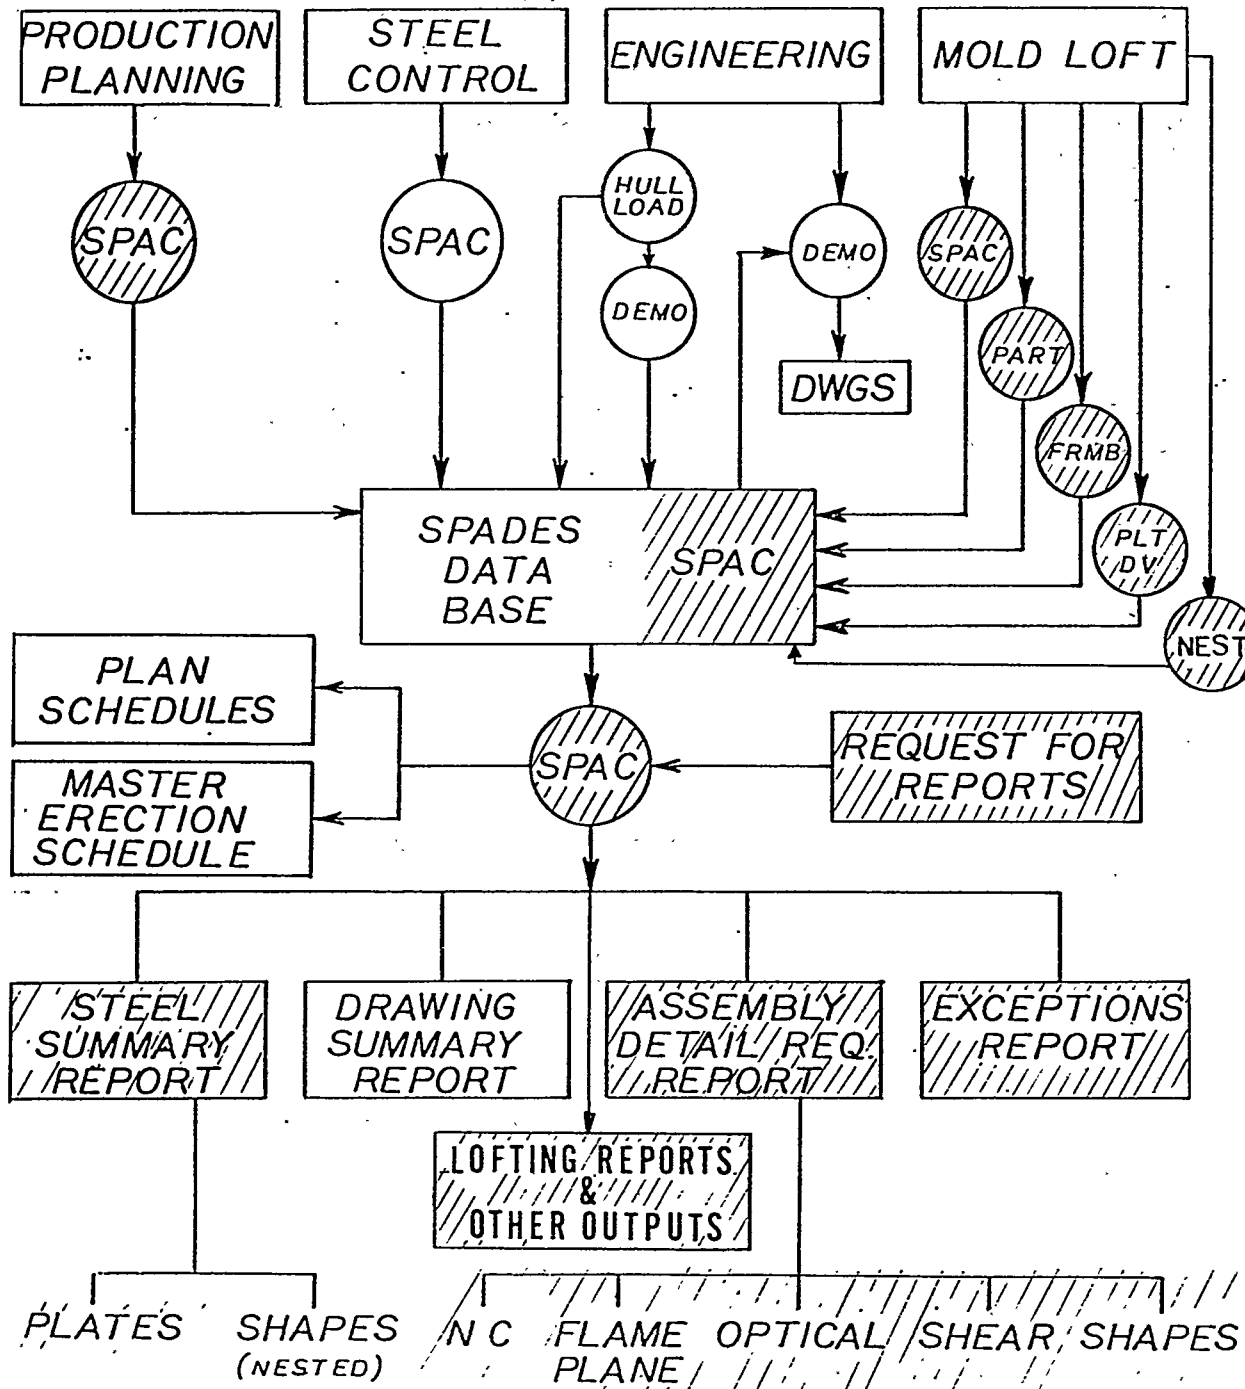 PRODUCTION
PLANNING
STEEL
CONTROL
ENGINEERING
MOLD LOFT
SPAC
SPAC
HULL
LOAD
DEMO
DEMO
DWGS
SPAC
PART
FRMB
PLT
DV
NEST
SPADES
DATA
BASE
SPAC
PLAN
SCHEDULES
MASTER
ERECTION
SCHEDULE
SPAC
REQUEST FOR
REPORTS
STEEL
SUMMARY
REPORT
DRAWING
SUMMARY
REPORT
ASSEMBLY
DETAIL REQ.
REPORT
EXCEPTIONS
REPORT
LOFTING REPORTS
&
OTHER OUTPUTS
PLATES
SHAPES
(NESTED)
NC
FLAME
PLANE
OPTICAL
SHEAR
SHAPES